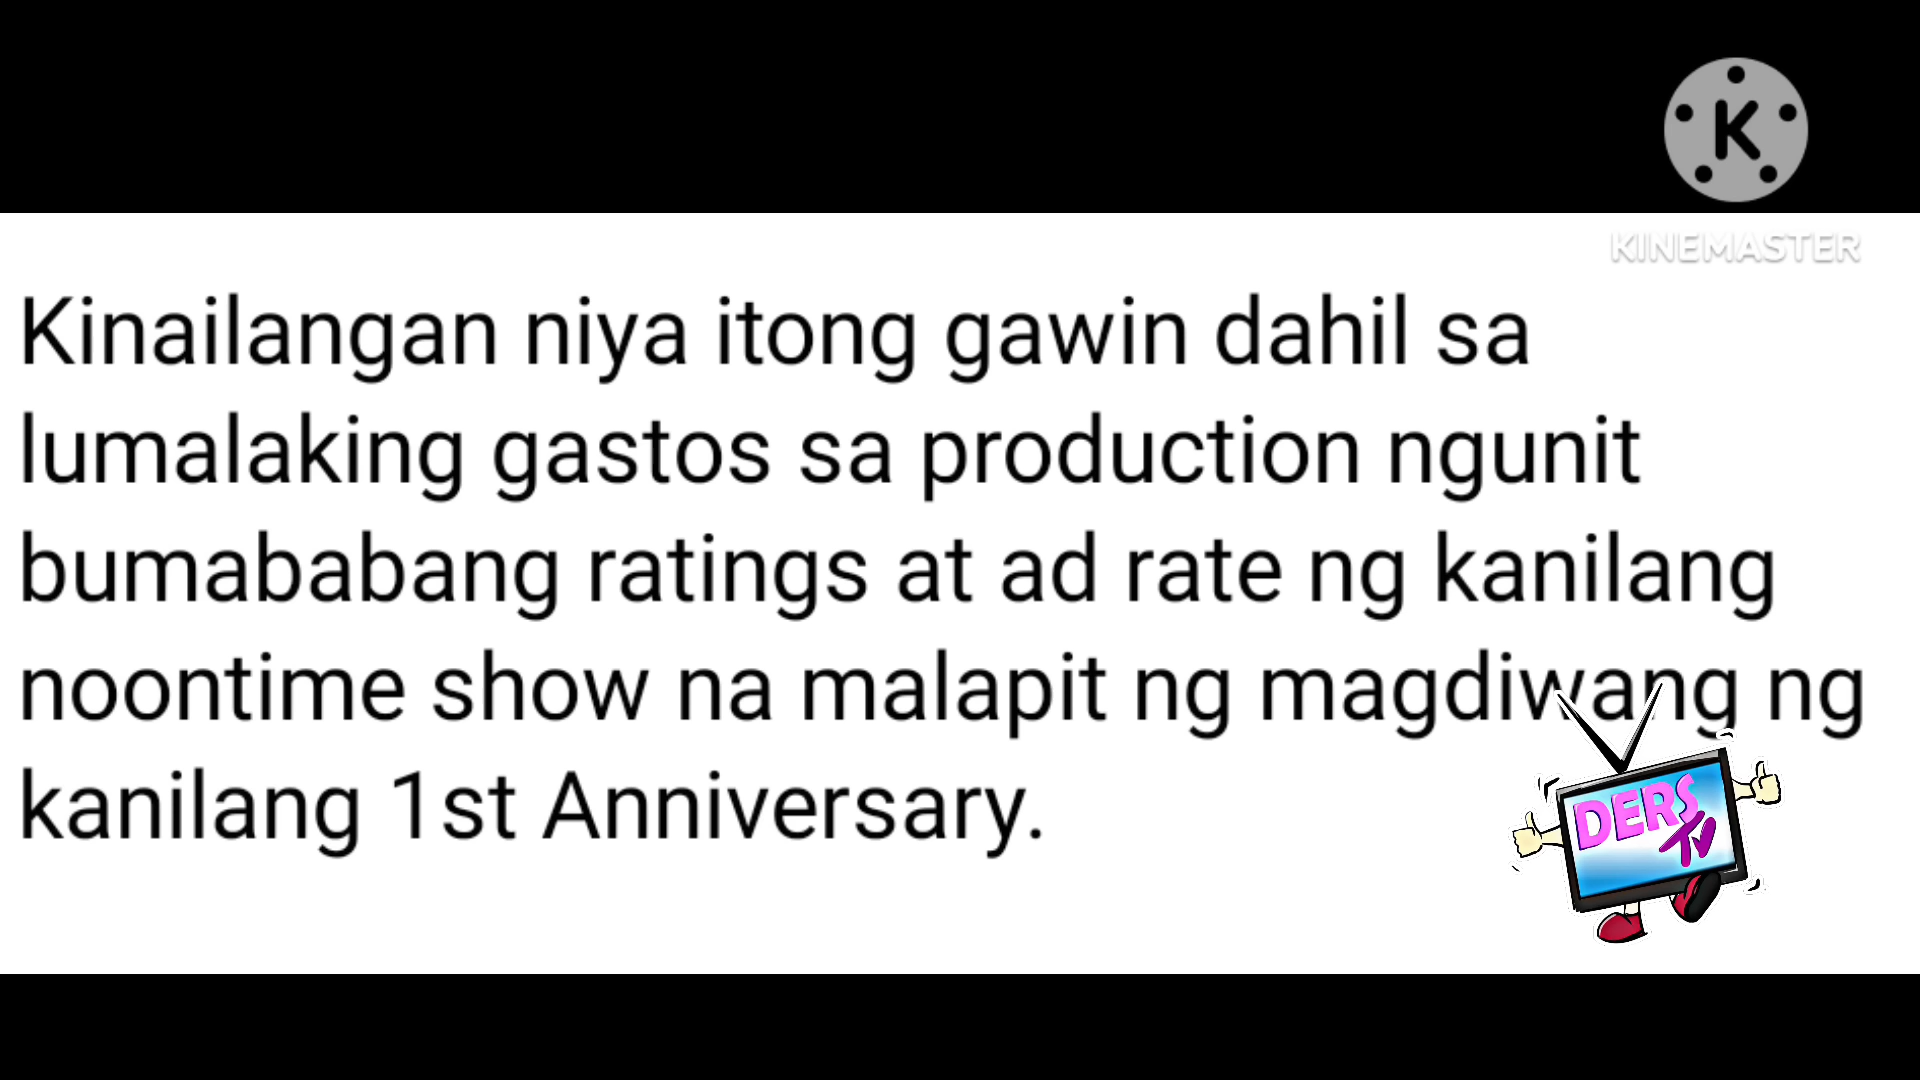 K
KINEMASTER
Kinailangan niya itong gawin dahil sa
lumalaking gastos sa production ngunit
bumababang ratings at ad rate ng kanilang
noontime show na malapit ng magdiwang ng
kanilang 1st Anniversary.
DERS
TV